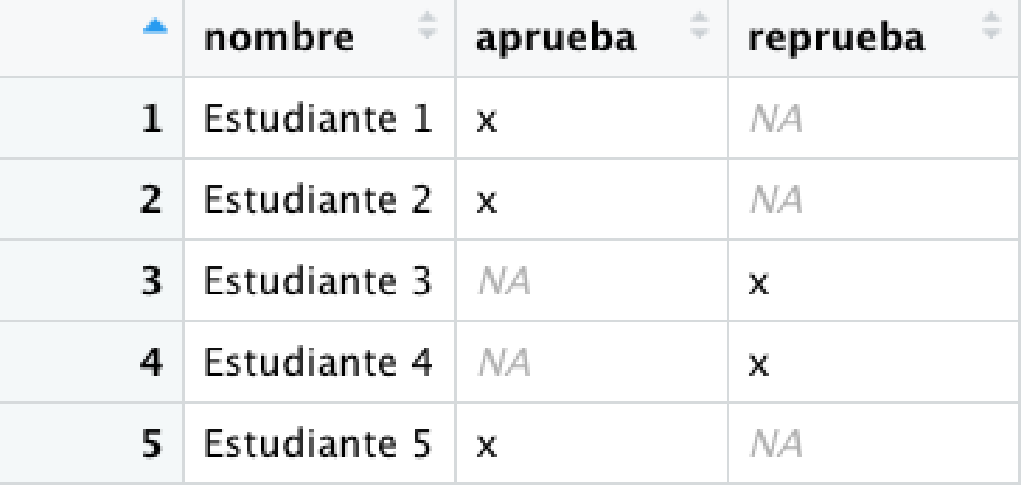 nombre aprueba reprueba
1 Estudiante 1 x NA
2 Estudiante 2 x NA
3 Estudiante 3 NA x
4 Estudiante 4 NA x
5 Estudiante 5 x NA